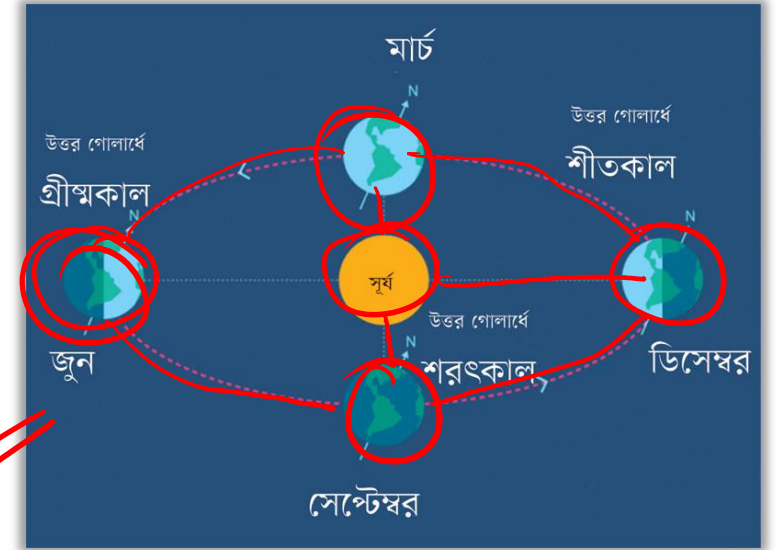 মার্চ
N
উত্তর গোলার্ধে
শীতকাল
উত্তর গোলার্ধে
গ্রীষ্মকাল
N
N
সূর্য
উত্তর গোলার্ধে
শরৎকাল
N
জুন
ডিসেম্বর
সেপ্টেম্বর